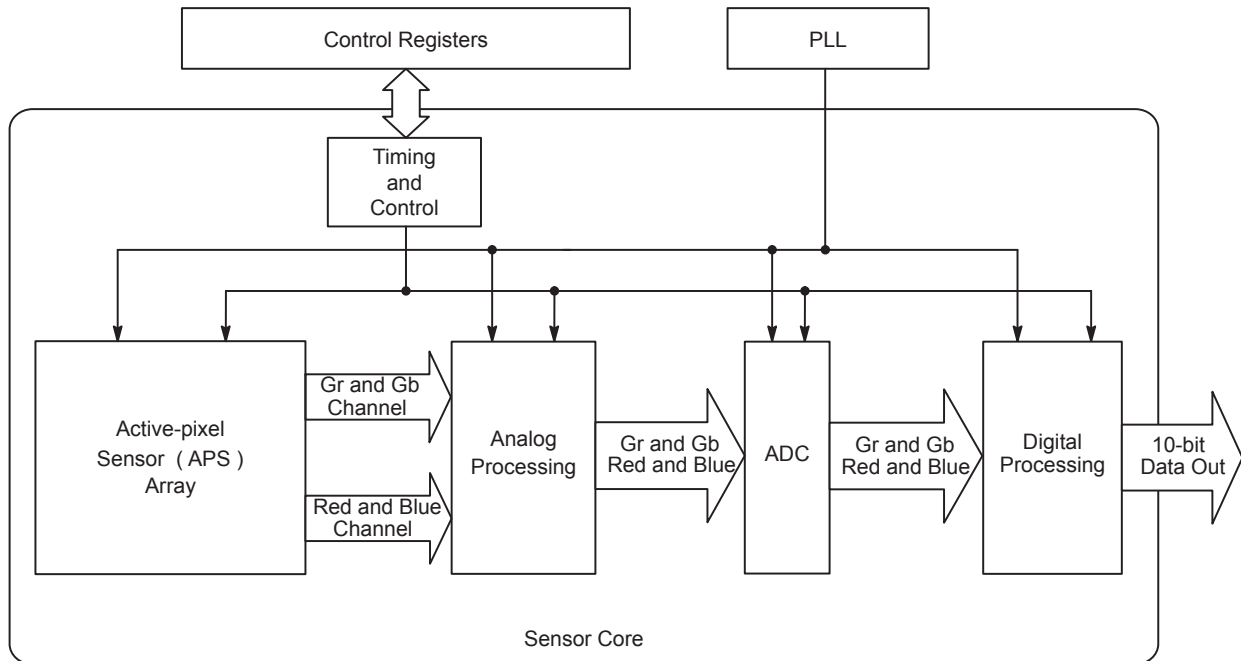 Control Registers
PLL
Timing
and
Control
Active-pixel
Sensor ( APS )
Array
Gr and Gb
Channel
Red and Blue
Channel
Analog
Processing
Gr and Gb
Red and Blue
ADC
Gr and Gb
Red and Blue
Digital
Processing
10-bit
Data Out
Sensor Core